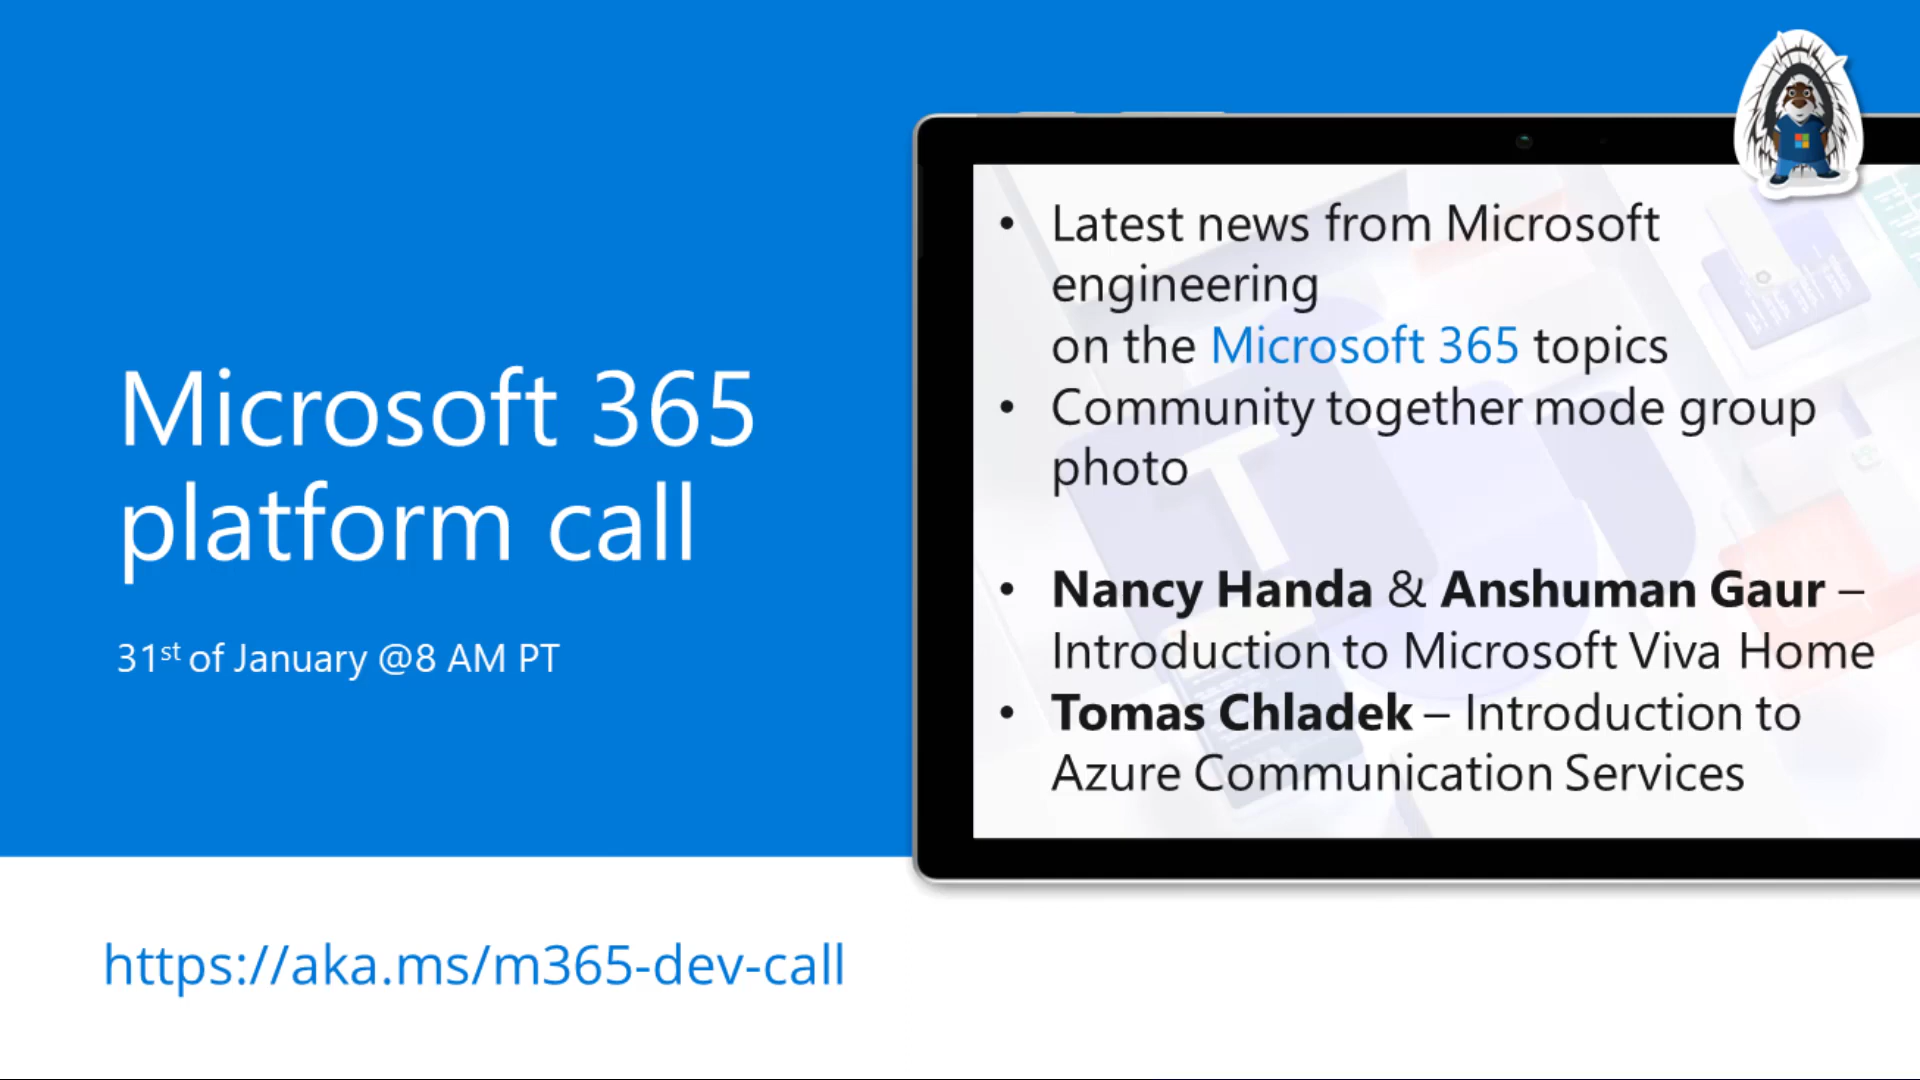 Microsoft 365
platform call
31st of January @8 AM PT
https://aka.ms/m365-dev-call
• Latest news from Microsoft
engineering
on the Microsoft 365 topics
• Community together mode group
photo
• Nancy Handa & Anshuman Gaur –
Introduction to Microsoft Viva Home
• Tomas Chladek – Introduction to
Azure Communication Services